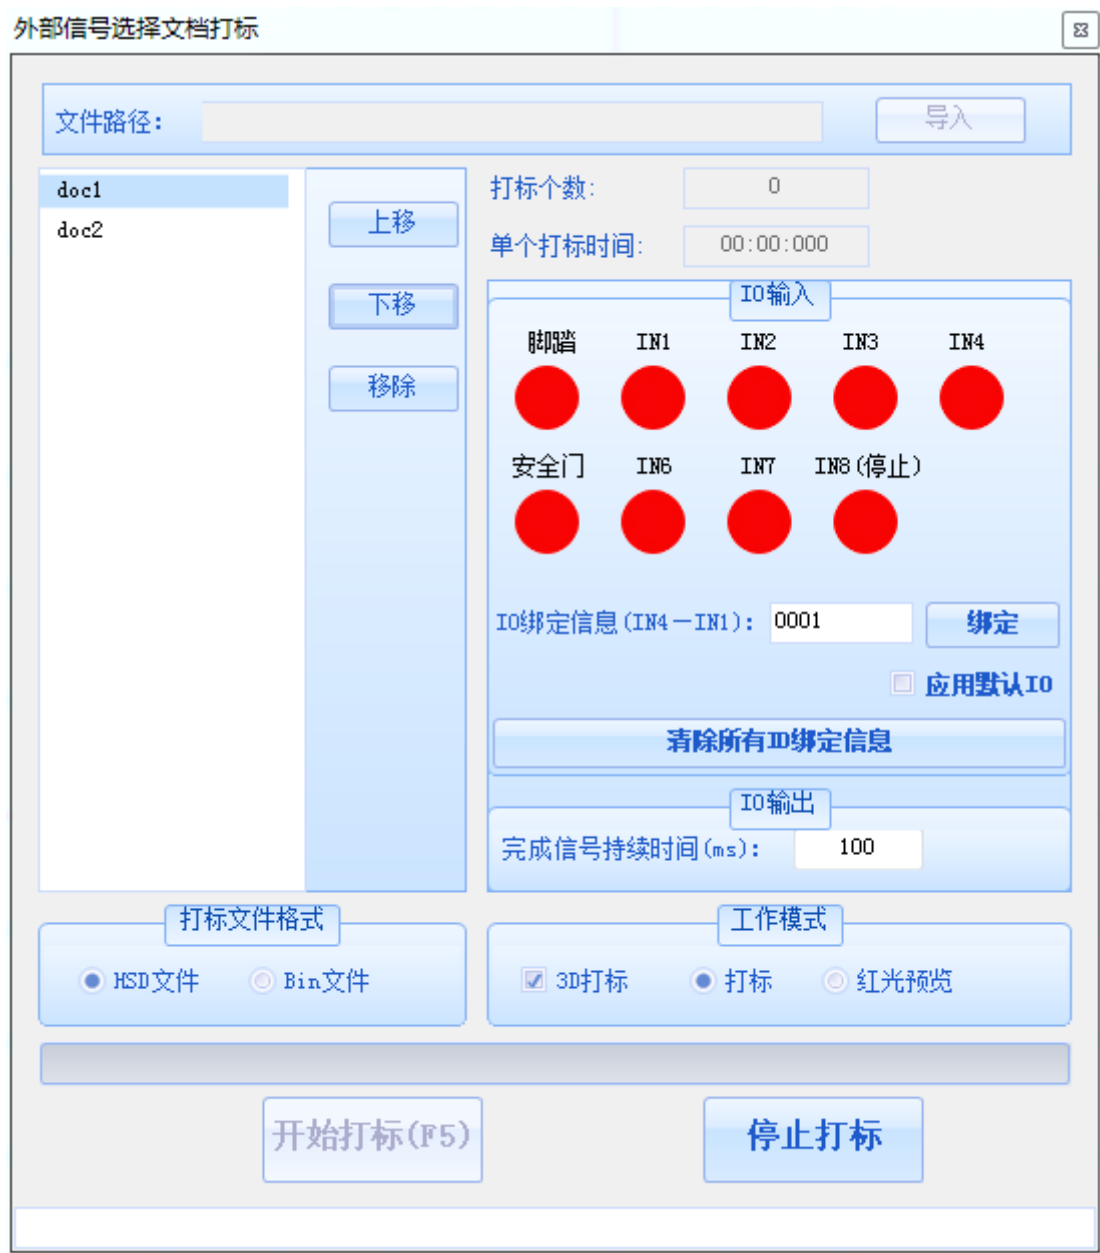 外部信号选择文档打标
文件路径：
导入
doc1
doc2
上移
下移
移除
打标个数:
0
单个打标时间:
00:00:000
IO输入
脚踏 IN1 IN2 IN3 IN4
安全门 IN6 IN7 IN8(停止)
IO绑定信息(IN4—IN1): 0001 绑定
应用默认IO
清除所有ID绑定信息
IO输出
完成信号持续时间(ms): 100
打标文件格式
HSD文件 Bin文件
工作模式
3D打标 打标 红光预览
开始打标(F5) 停止打标